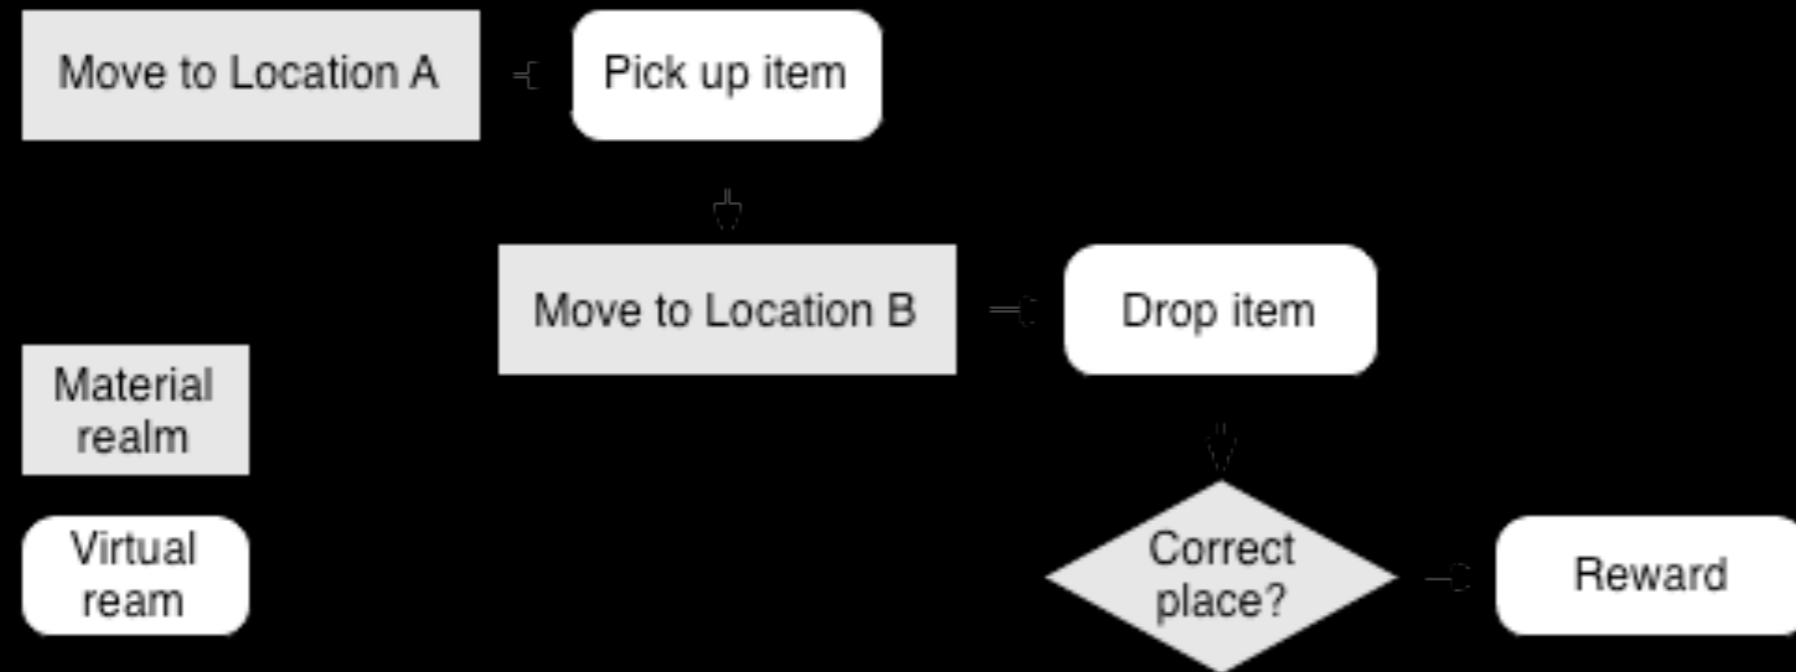 Move to Location A
Pick up item
Move to Location B
Drop item
Material
realm
Virtual
ream
Correct
place?
Reward